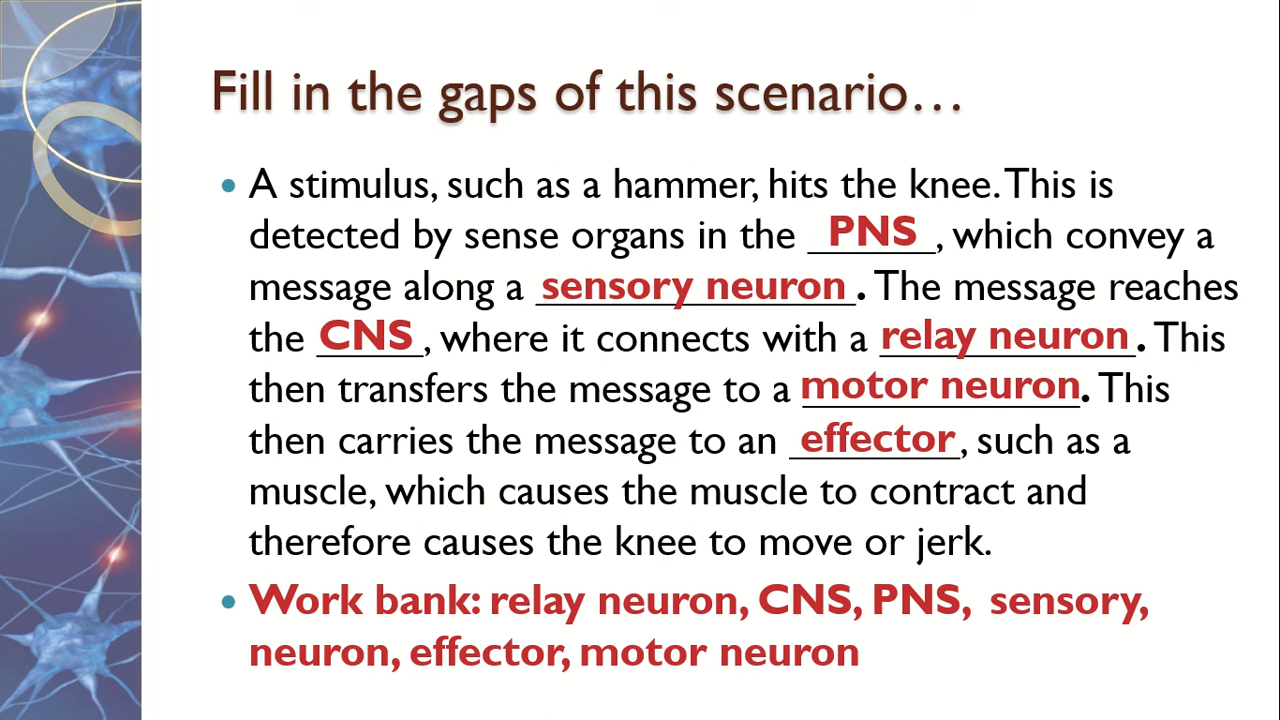 Fill in the gaps of this scenario…
• A stimulus, such as a hammer, hits the knee. This is
detected by sense organs in the PNS, which convey a
message along a sensory neuron. The message reaches
the CNS, where it connects with a relay neuron. This
then transfers the message to a motor neuron. This
then carries the message to an effector, such as a
muscle, which causes the muscle to contract and
therefore causes the knee to move or jerk.
• Work bank: relay neuron, CNS, PNS, sensory,
neuron, effector, motor neuron